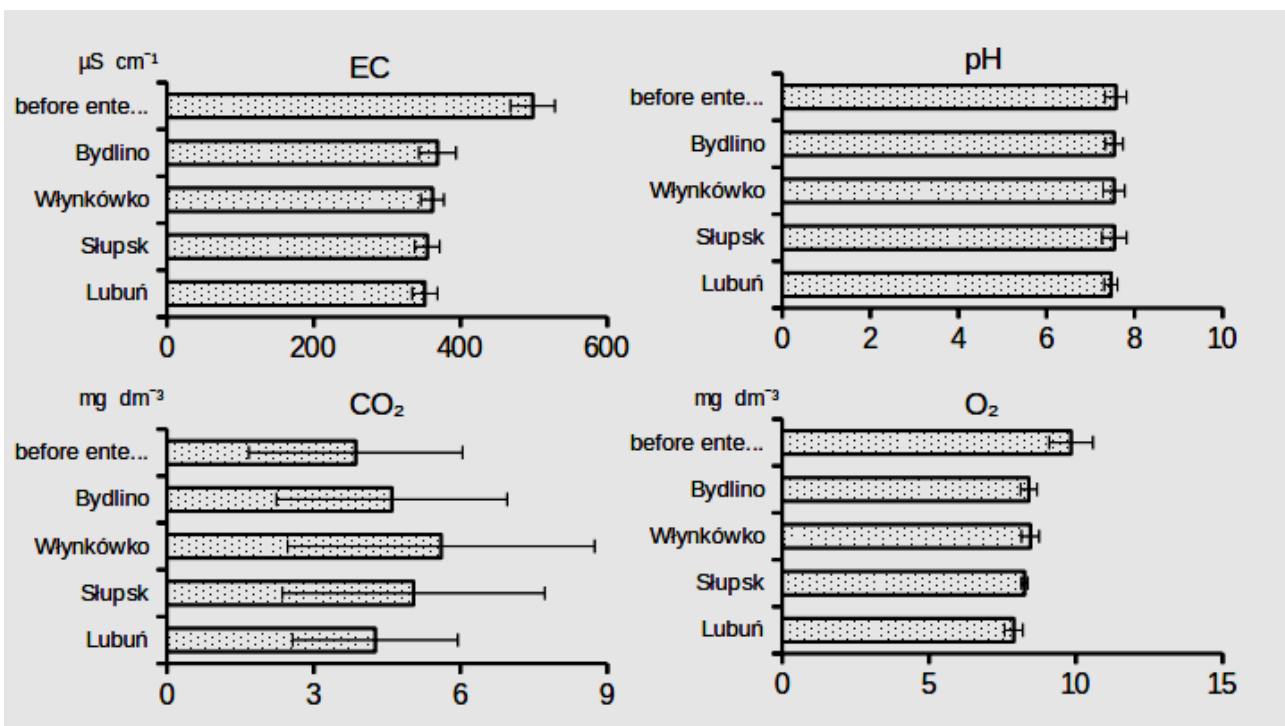 µS cm⁻¹
EC
before ente...
Bydlino
Włynkówko
Słupsk
Lubuń
0 200 400 600
pH
before ente...
Bydlino
Włynkówko
Słupsk
Lubuń
0 2 4 6 8 10
mg dm⁻³
CO₂
before ente...
Bydlino
Włynkówko
Słupsk
Lubuń
0 3 6 9
mg dm⁻³
O₂
before ente...
Bydlino
Włynkówko
Słupsk
Lubuń
0 5 10 15